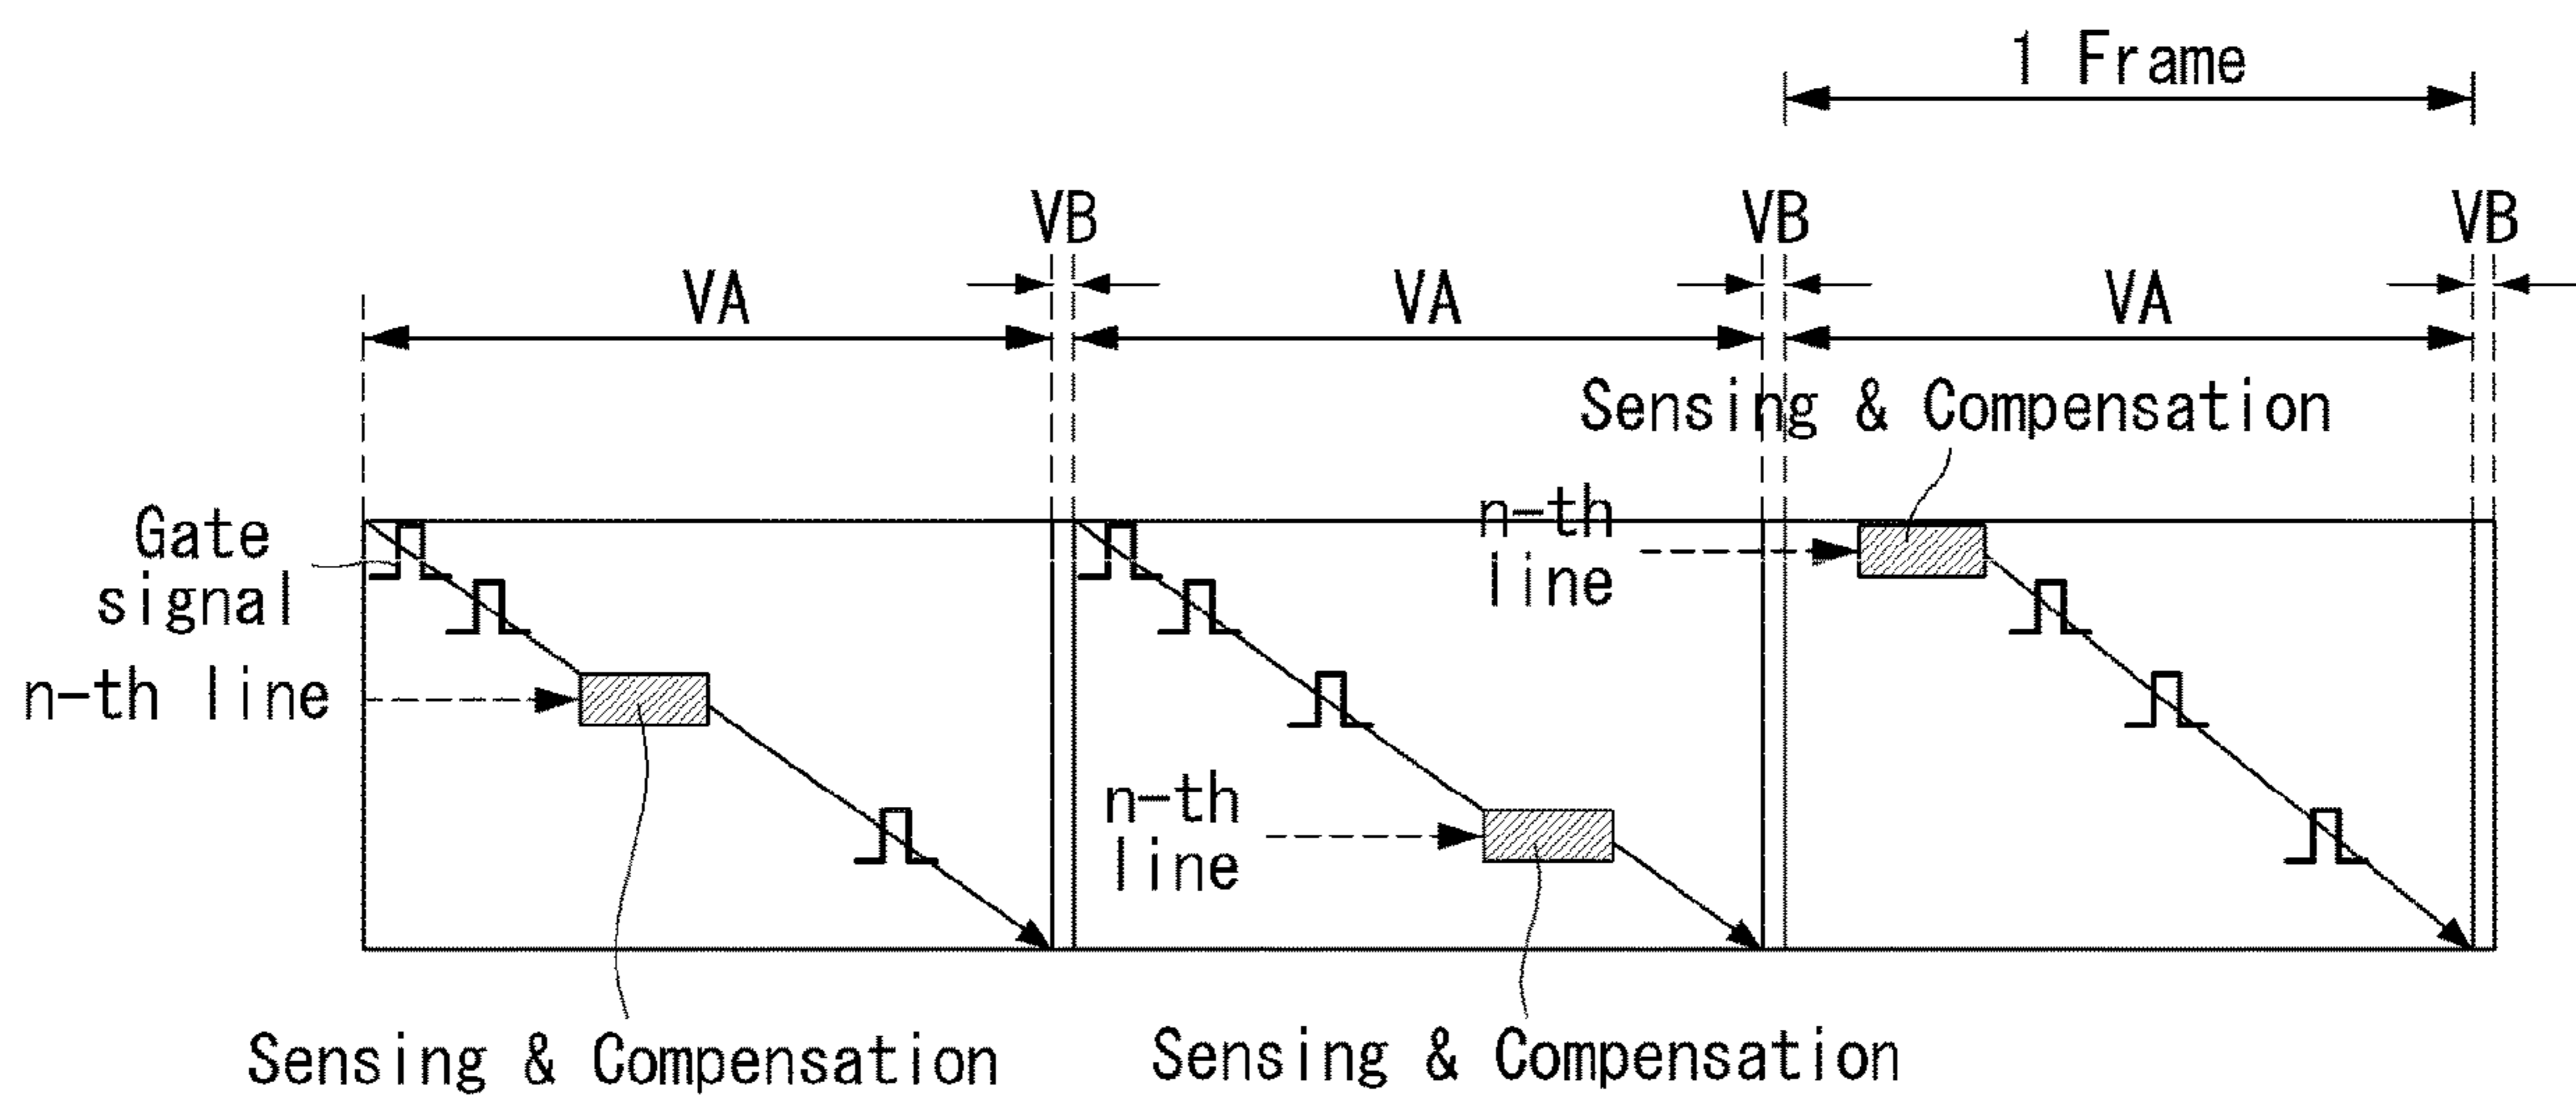 1 Frame
VB
VB
VB
VA
VA
VA
Sensing & Compensation
Gate
signal
n-th
line
n-th line
n-th
line
Sensing & Compensation
Sensing & Compensation